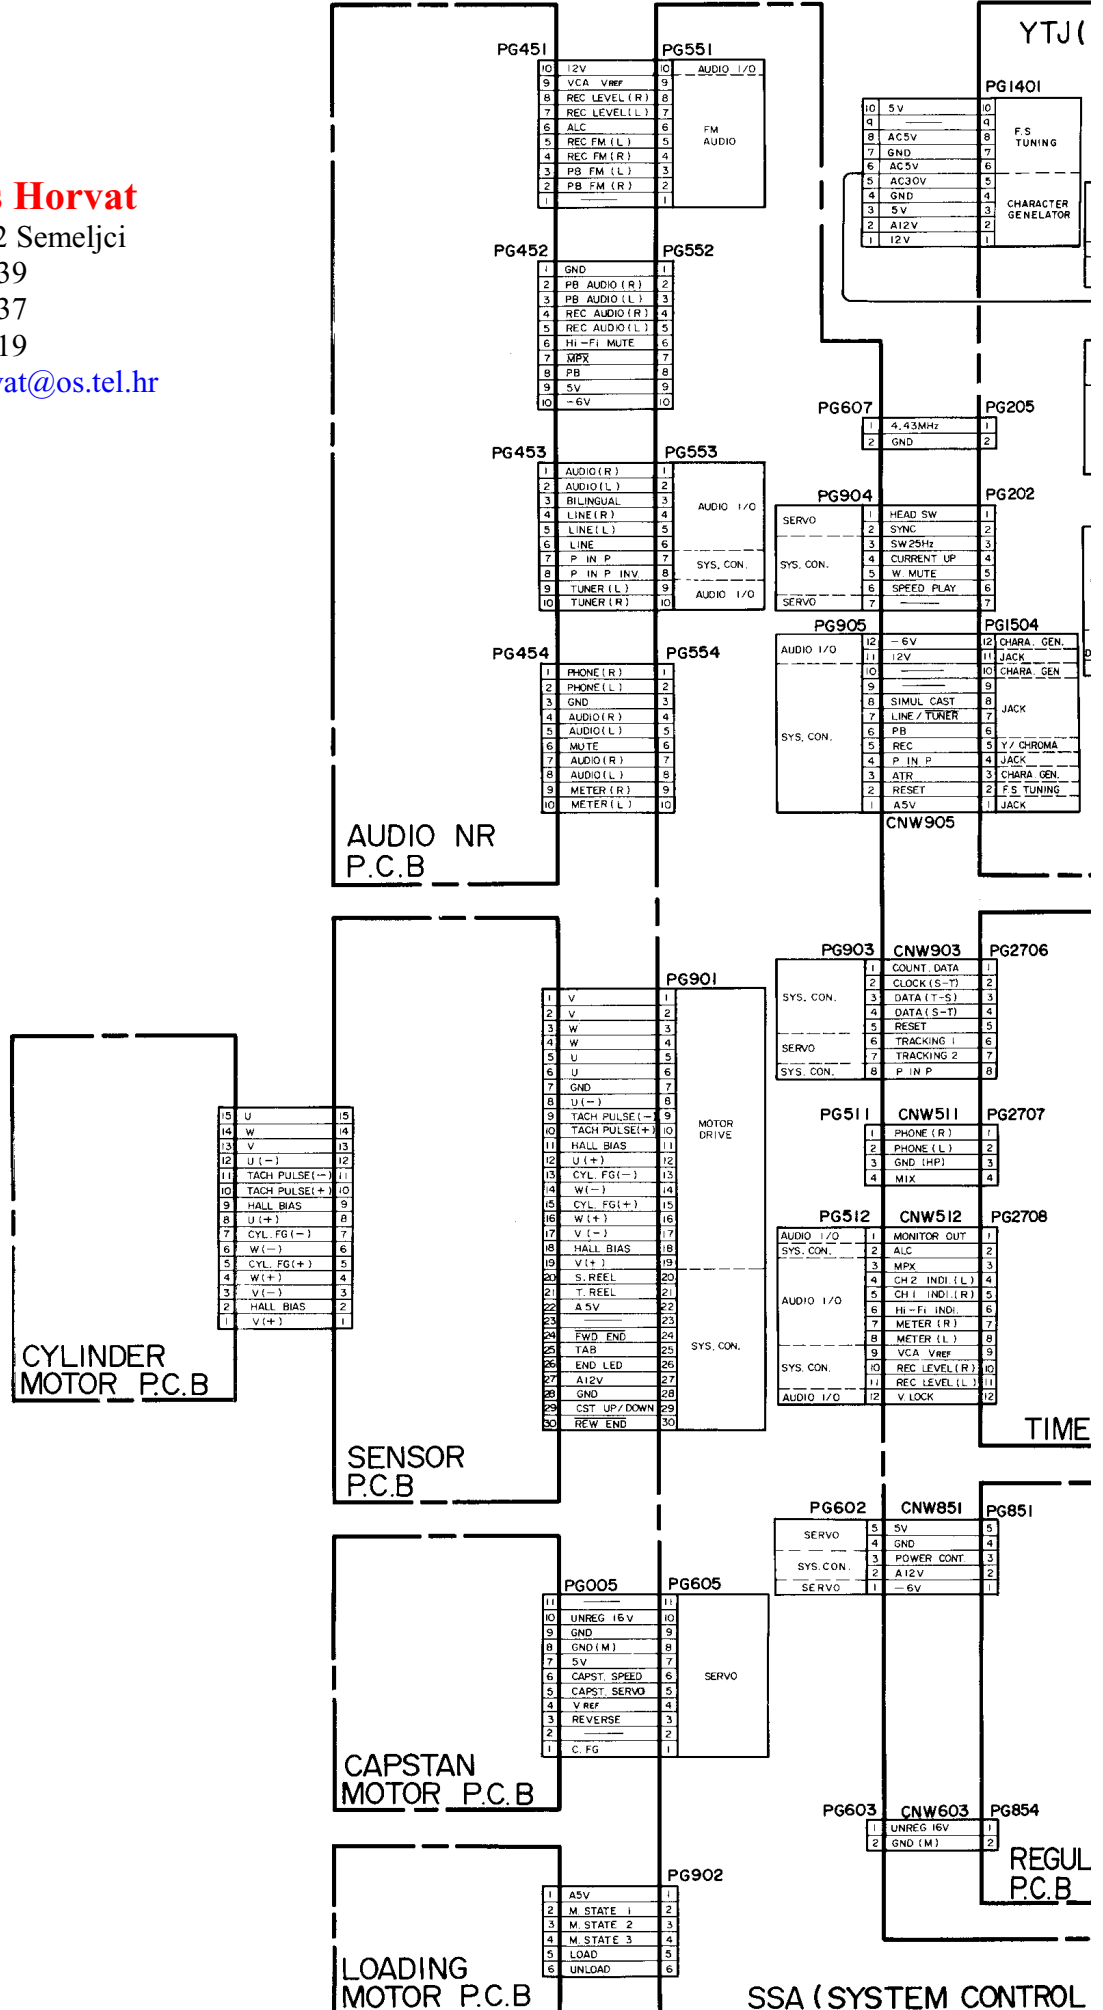 s Horvat
2 Semeljci
39
37
19
vat@os.tel.hr
YTJ (
PG451 PG551
10 12V 10 AUDIO I/O
9 VCA VREF 9
8 REC LEVEL (R) 8
7 REC LEVEL (L) 7
6 ALC 6 FM
5 REC FM (L) 5 AUDIO
4 REC FM (R) 4
3 PB FM (L) 3
2 PB FM (R) 2
1 —— 1
PG1401
10 5V 10
9 —— 9 F.S
8 AC5V 8 TUNING
7 GND 7
6 AC5V 6
5 AC30V 5
4 GND 4 CHARACTER
3 5V 3 GENELATOR
2 A12V 2
1 12V 1
PG452 PG552
1 GND 1
2 PB AUDIO (R) 2
3 PB AUDIO (L) 3
4 REC AUDIO (R) 4
5 REC AUDIO (L) 5
6 Hi-Fi MUTE 6
7 MPX 7
8 PB 8
9 5V 9
10 -6V 10
PG607 PG205
1 4.43MHz 1
2 GND 2
PG453 PG553
1 AUDIO (R) 1
2 AUDIO (L) 2
3 BILINGUAL 3 AUDIO I/O
4 LINE (R) 4
5 LINE (L) 5
6 LINE 6
7 P IN P 7 SYS. CON.
8 P IN P INV. 8
9 TUNER (L) 9 AUDIO I/O
10 TUNER (R) 10
PG904 PG202
SERVO 1 HEAD SW 1
2 SYNC 2
3 SW25Hz 3
SYS. CON. 4 CURRENT UP 4
5 W. MUTE 5
6 SPEED PLAY 6
SERVO 7 —— 7
PG905 PG1504
AUDIO I/O 12 -6V 12 CHARA. GEN.
11 12V 11 JACK
10 —— 10 CHARA. GEN
9 —— 9
8 SIMUL CAST 8 JACK
7 LINE / TUNER 7
SYS. CON. 6 PB 6
5 REC 5 Y / CHROMA
4 P IN P 4 JACK
3 ATR 3 CHARA. GEN.
2 RESET 2 F.S TUNING
1 A5V 1 JACK
CNW905
PG454 PG554
1 PHONE (R) 1
2 PHONE (L) 2
3 GND 3
4 AUDIO (R) 4
5 AUDIO (L) 5
6 MUTE 6
7 AUDIO (R) 7
8 AUDIO (L) 8
9 METER (R) 9
10 METER (L) 10
AUDIO NR
P.C.B
PG903 CNW903 PG2706
1 COUNT. DATA 1
2 CLOCK (S-T) 2
SYS. CON. 3 DATA (T-S) 3
4 DATA (S-T) 4
5 RESET 5
SERVO 6 TRACKING 1 6
7 TRACKING 2 7
SYS. CON. 8 P IN P 8
PG901
1 V 1
2 V 2
3 W 3
4 W 4
5 U 5
6 U 6
7 GND 7
8 U (-) 8
9 TACH PULSE (-) 9 MOTOR
10 TACH PULSE (+) 10 DRIVE
11 HALL BIAS 11
12 U (+) 12
13 CYL. FG (-) 13
14 W (-) 14
15 CYL. FG (+) 15
16 W (+) 16
17 V (-) 17
18 HALL BIAS 18
19 V (+) 19
20 S. REEL 20
21 T. REEL 21
22 A 5V 22
23 —— 23
24 FWD END 24 SYS. CON.
25 TAB 25
26 END LED 26
27 A12V 27
28 GND 28
29 CST UP/DOWN 29
30 REW END 30
PG511 CNW511 PG2707
1 PHONE (R) 1
2 PHONE (L) 2
3 GND (HP) 3
4 MIX 4
15 U 15
14 W 14
13 V 13
12 U (-) 12
11 TACH PULSE (-) 11
10 TACH PULSE (+) 10
9 HALL BIAS 9
8 U (+) 8
7 CYL. FG (-) 7
6 W (-) 6
5 CYL. FG (+) 5
4 W (+) 4
3 V (-) 3
2 HALL BIAS 2
1 V (+) 1
CYLINDER
MOTOR P.C.B
PG512 CNW512 PG2708
AUDIO I/O 1 MONITOR OUT 1
SYS. CON. 2 ALC 2
3 MPX 3
4 CH 2 INDI. (L) 4
AUDIO I/O 5 CH 1 INDI. (R) 5
6 Hi-Fi INDI. 6
7 METER (R) 7
8 METER (L) 8
9 VCA VREF 9
SYS. CON. 10 REC LEVEL (R) 10
11 REC LEVEL (L) 11
AUDIO I/O 12 V. LOCK 12
TIME
SENSOR
P.C.B
PG602 CNW851 PG851
SERVO 5 5V 5
4 GND 4
SYS. CON. 3 POWER CONT. 3
2 A12V 2
SERVO 1 -6V 1
PG005 PG605
11 —— 11
10 UNREG 16V 10
9 GND 9
8 GND (M) 8
7 5V 7
6 CAPST. SPEED 6 SERVO
5 CAPST. SERVO 5
4 V REF 4
3 REVERSE 3
2 —— 2
1 C. FG 1
CAPSTAN
MOTOR P.C.B
PG603 CNW603 PG854
1 UNREG 16V 1
2 GND (M) 2
REGUL
P.C.B
PG902
1 A5V 1
2 M. STATE 1 2
3 M. STATE 2 3
4 M. STATE 3 4
5 LOAD 5
6 UNLOAD 6
LOADING
MOTOR P.C.B
SSA (SYSTEM CONTROL